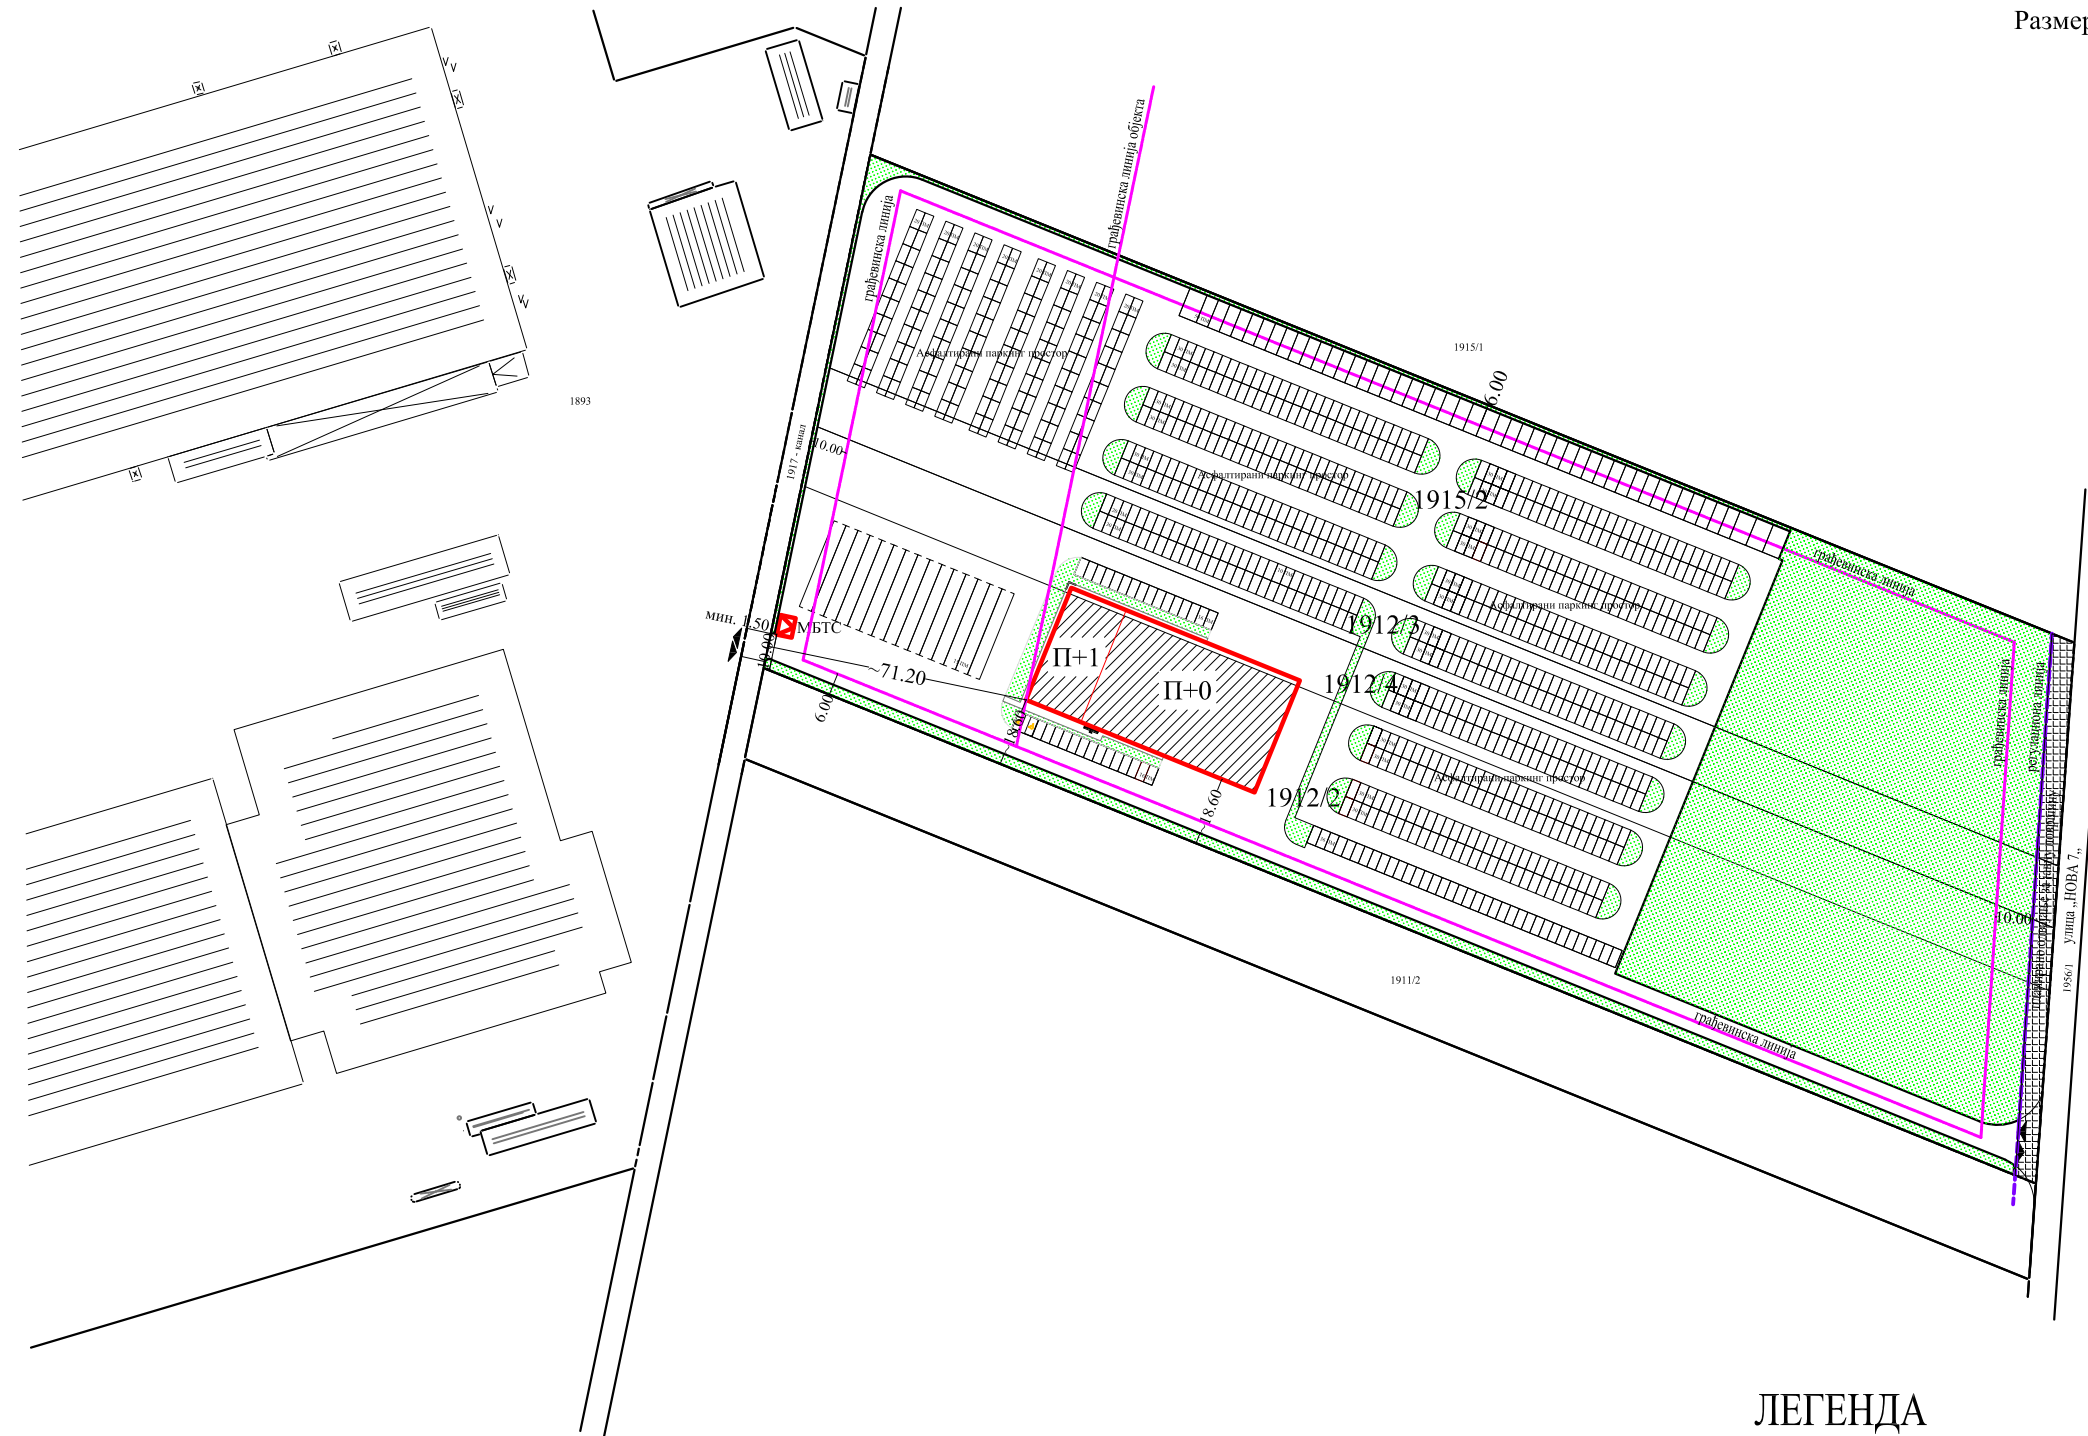 Размер
грађевинска линија објекта
грађевинска линија
Асфалтирани паркинг простор
1915/1
6.00
1893
1917 - канал
10.00
Асфалтирани паркинг простор
1915/2
грађевинска линија
мин. 1.50
МБТС
10.00
1912/3
Асфалтирани паркинг простор
П+1
~71.20
П+0
1912/4
грађевинска линија
регулациона линија
6.00
18.60
1912/2
18.60
Асфалтирани паркинг простор
улица „НОВА 7„
10.00
1911/2
1956/1
грађевинска линија
ЛЕГЕНДА